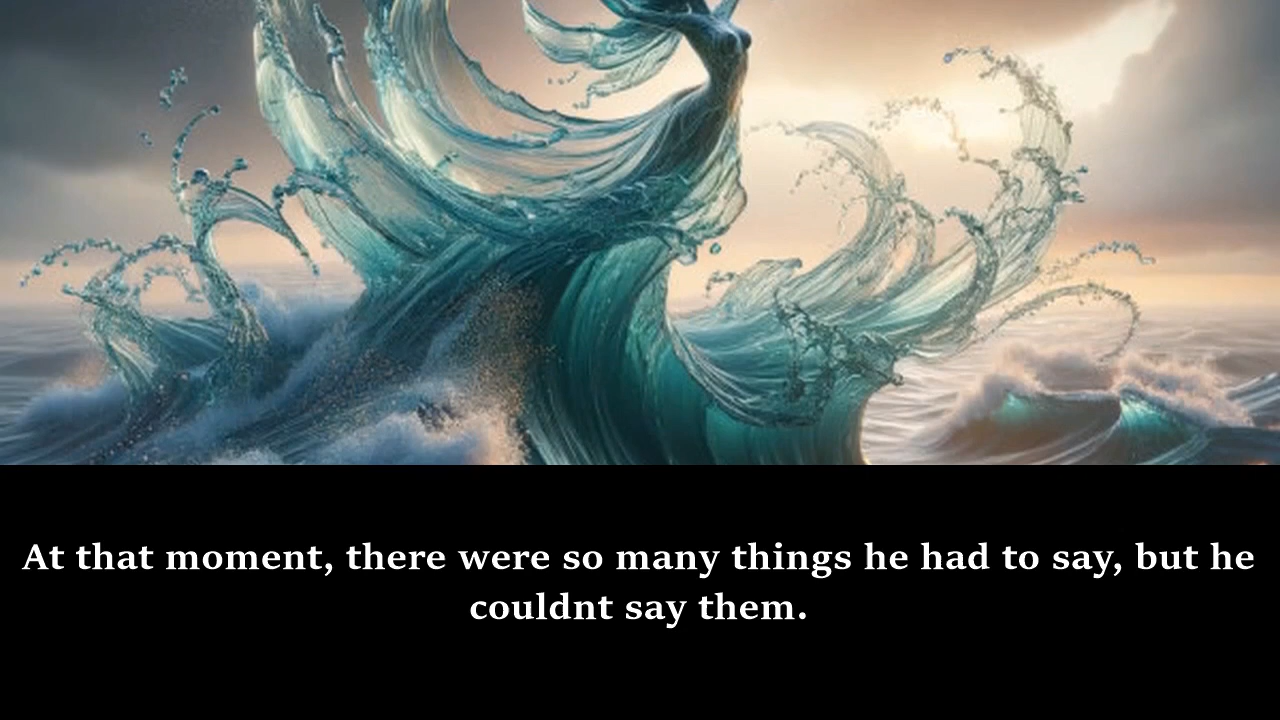 At that moment, there were so many things he had to say, but he
couldnt say them.